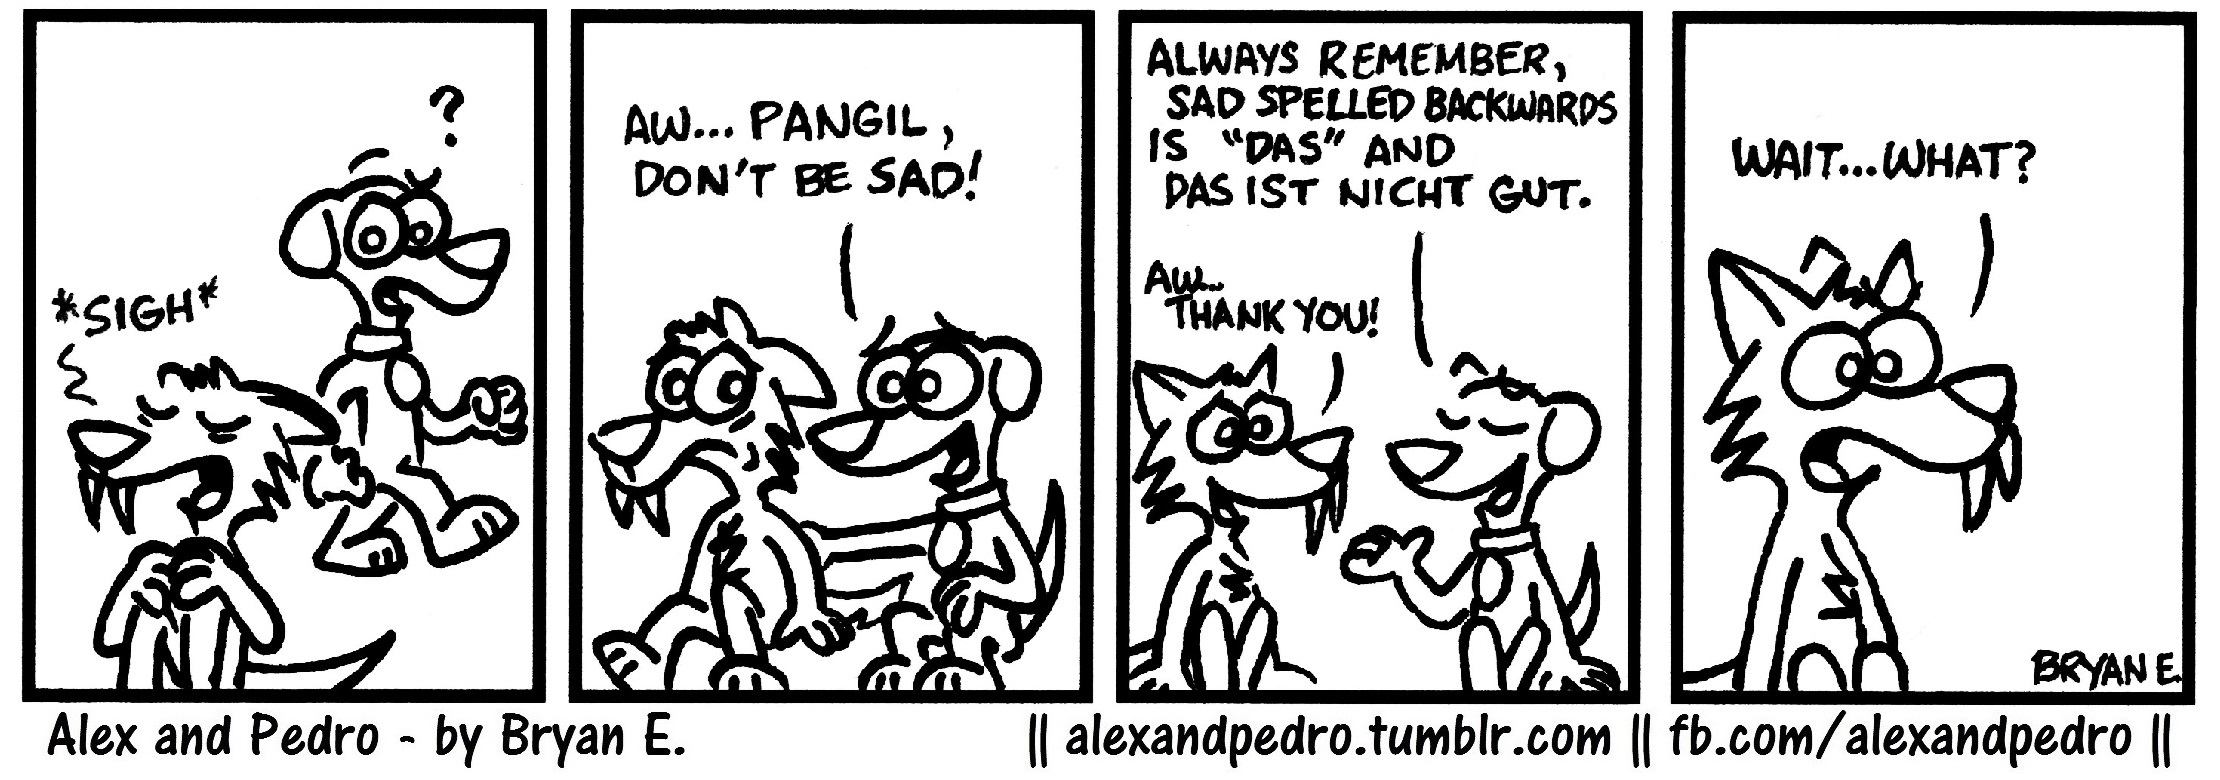 ?
*SIGH*
AW... PANGIL,
DON'T BE SAD!
ALWAYS REMEMBER,
SAD SPELLED BACKWARDS
IS "DAS" AND
DAS IST NICHT GUT.
AW...
THANK YOU!
WAIT...WHAT?
BRYAN E.
Alex and Pedro - by Bryan E.
|| alexandpedro.tumblr.com || fb.com/alexandpedro ||